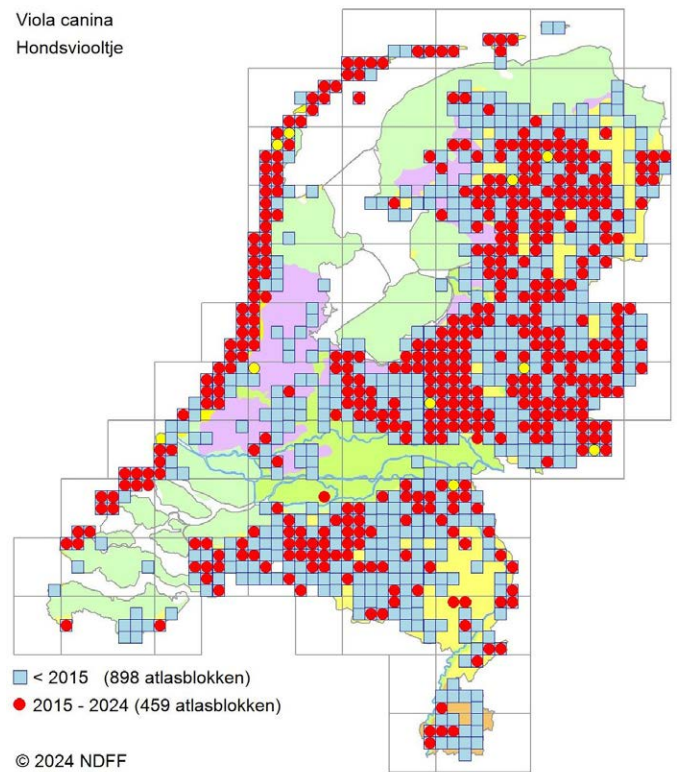 Viola canina
Hondsviooltje
< 2015 (898 atlasblokken)
2015 - 2024 (459 atlasblokken)
© 2024 NDFF